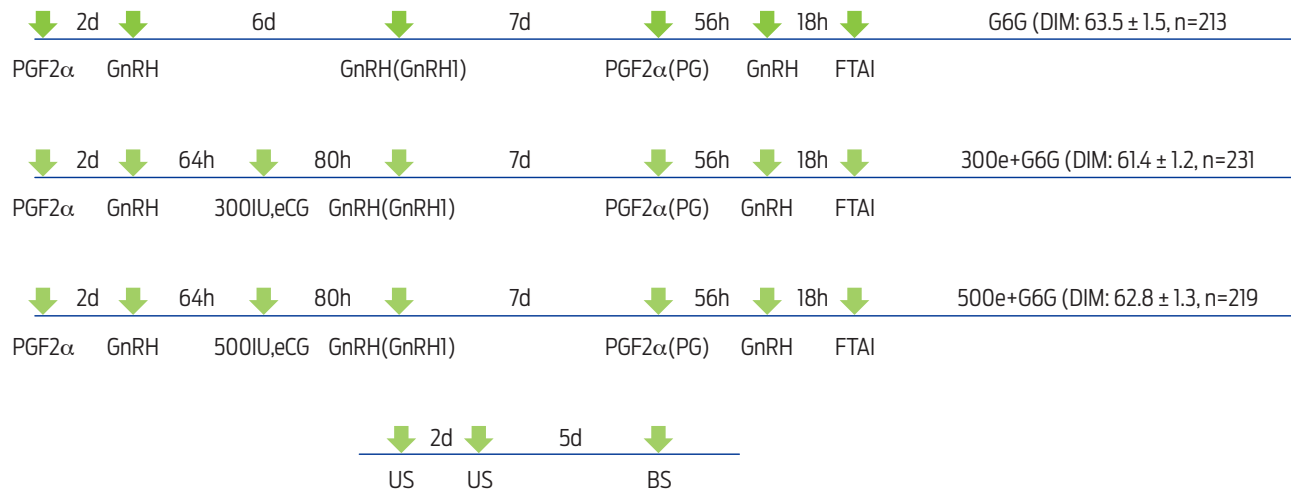 2d 6d 7d 56h 18h G6G (DIM: 63.5 ± 1.5, n=213
PGF2α GnRH GnRH(GnRH1) PGF2α(PG) GnRH FTAI
2d 64h 80h 7d 56h 18h 300e+G6G (DIM: 61.4 ± 1.2, n=231
PGF2α GnRH 300IU,eCG GnRH(GnRH1) PGF2α(PG) GnRH FTAI
2d 64h 80h 7d 56h 18h 500e+G6G (DIM: 62.8 ± 1.3, n=219
PGF2α GnRH 500IU,eCG GnRH(GnRH1) PGF2α(PG) GnRH FTAI
2d 5d
US US BS